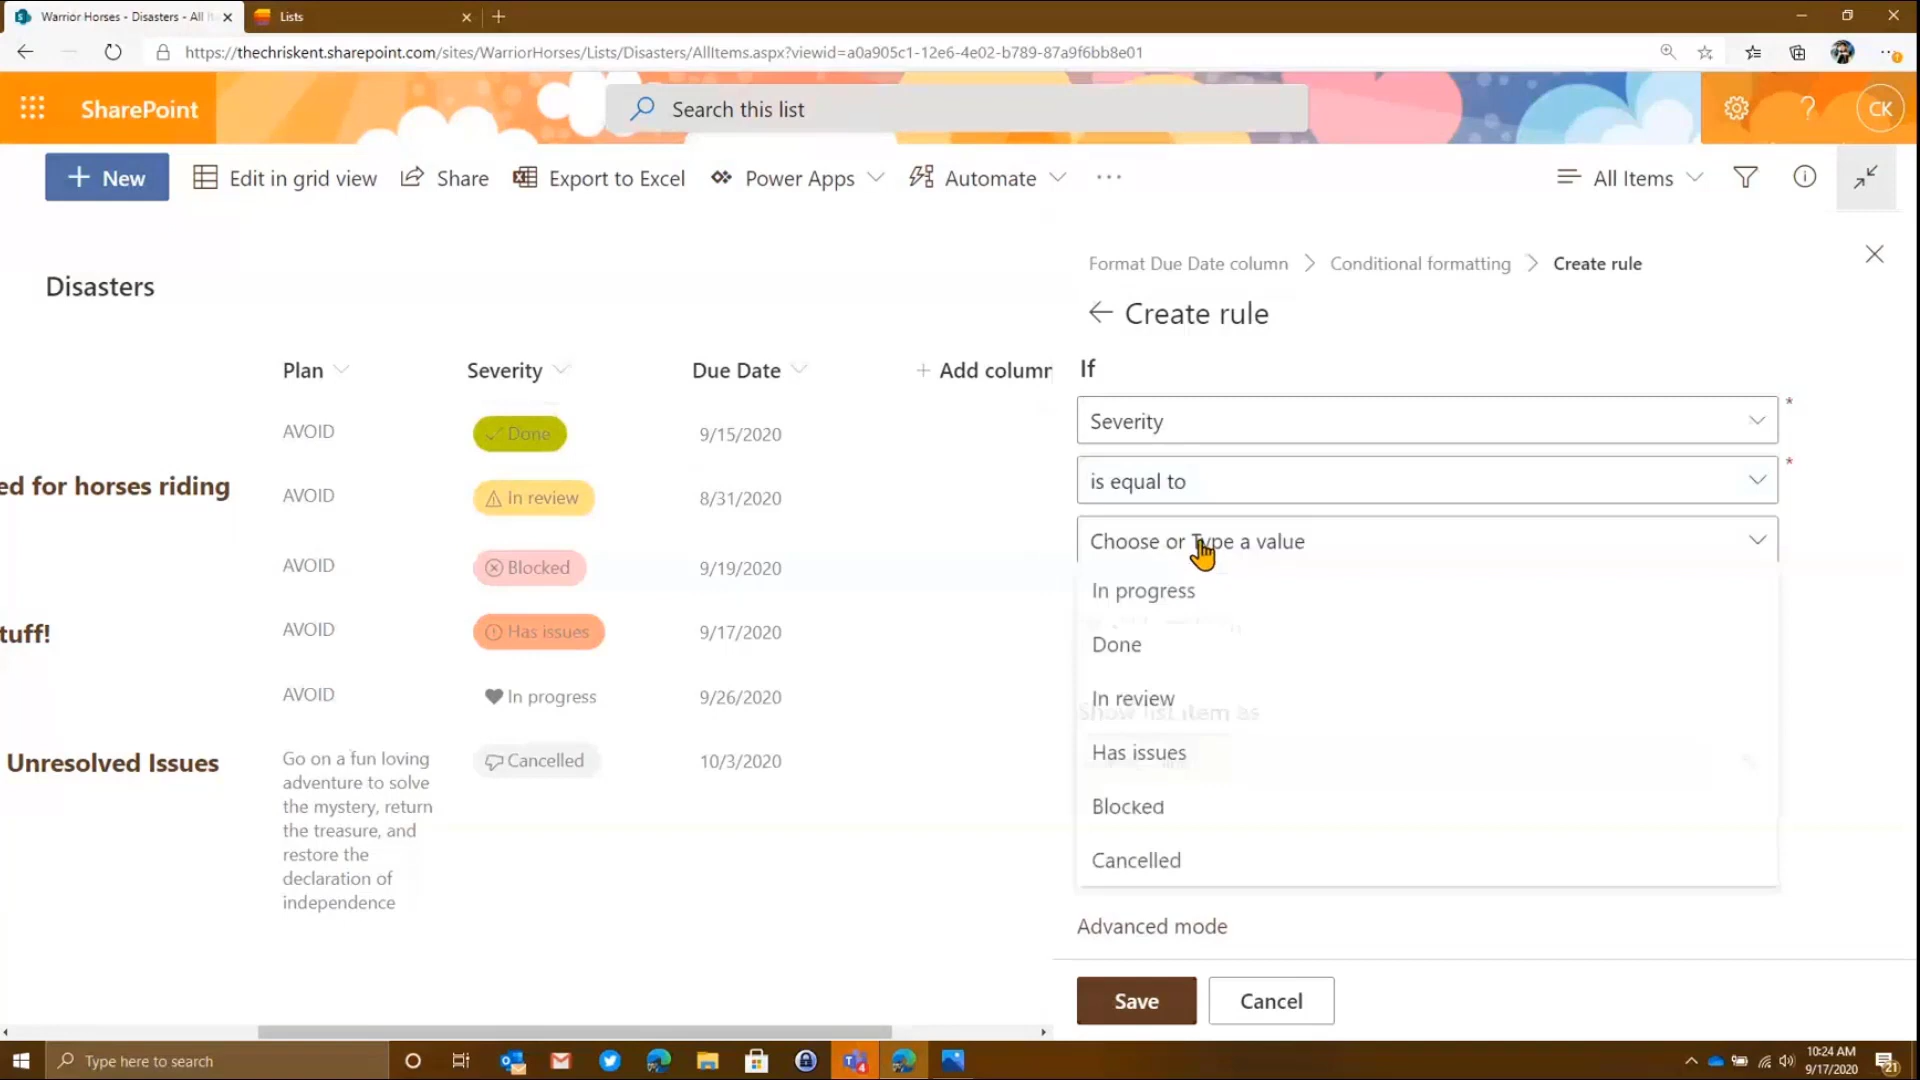 Warrior Horses - Disasters - All
Lists
https://thechriskent.sharepoint.com/sites/WarriorHorses/Lists/Disasters/AllItems.aspx?viewid=a0a905c1-12e6-4e02-b789-87a9f6bb8e01
SharePoint
Search this list
CK
New
Edit in grid view
Share
Export to Excel
Power Apps
Automate
All Items
Format Due Date column > Conditional formatting > Create rule
Disasters
Create rule
Plan
Severity
Due Date
+ Add column
If
Severity
*
AVOID
Done
9/15/2020
is equal to
*
ed for horses riding
AVOID
In review
8/31/2020
Choose or Type a value
AVOID
Blocked
9/19/2020
In progress
tuff!
AVOID
Has issues
9/17/2020
Done
AVOID
In progress
9/26/2020
In review
Show list item as
Unresolved Issues
Go on a fun loving
adventure to solve
the mystery, return
the treasure, and
restore the
declaration of
independence
Cancelled
10/3/2020
Has issues
Blocked
Cancelled
Advanced mode
Save
Cancel
Type here to search
4
10:24 AM
9/17/2020
21